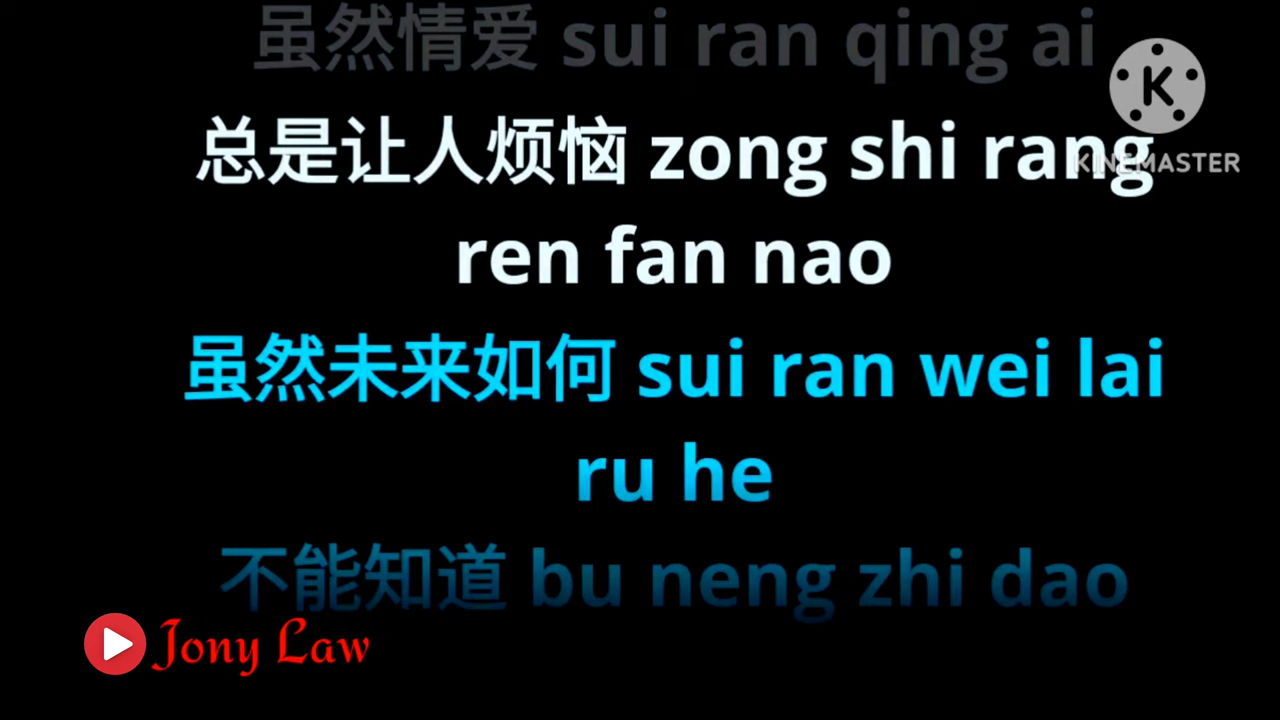 虽然情爱 sui ran qing ai
总是让人烦恼 zong shi rang
ren fan nao
虽然未来如何 sui ran wei lai
ru he
不能知道 bu neng zhi dao
K
KINEMASTER
Jony Law